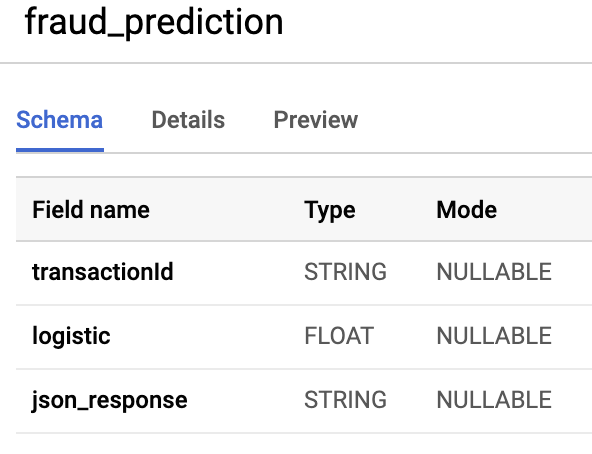 fraud_prediction
Schema Details Preview
Field name Type Mode
transactionId STRING NULLABLE
logistic FLOAT NULLABLE
json_response STRING NULLABLE